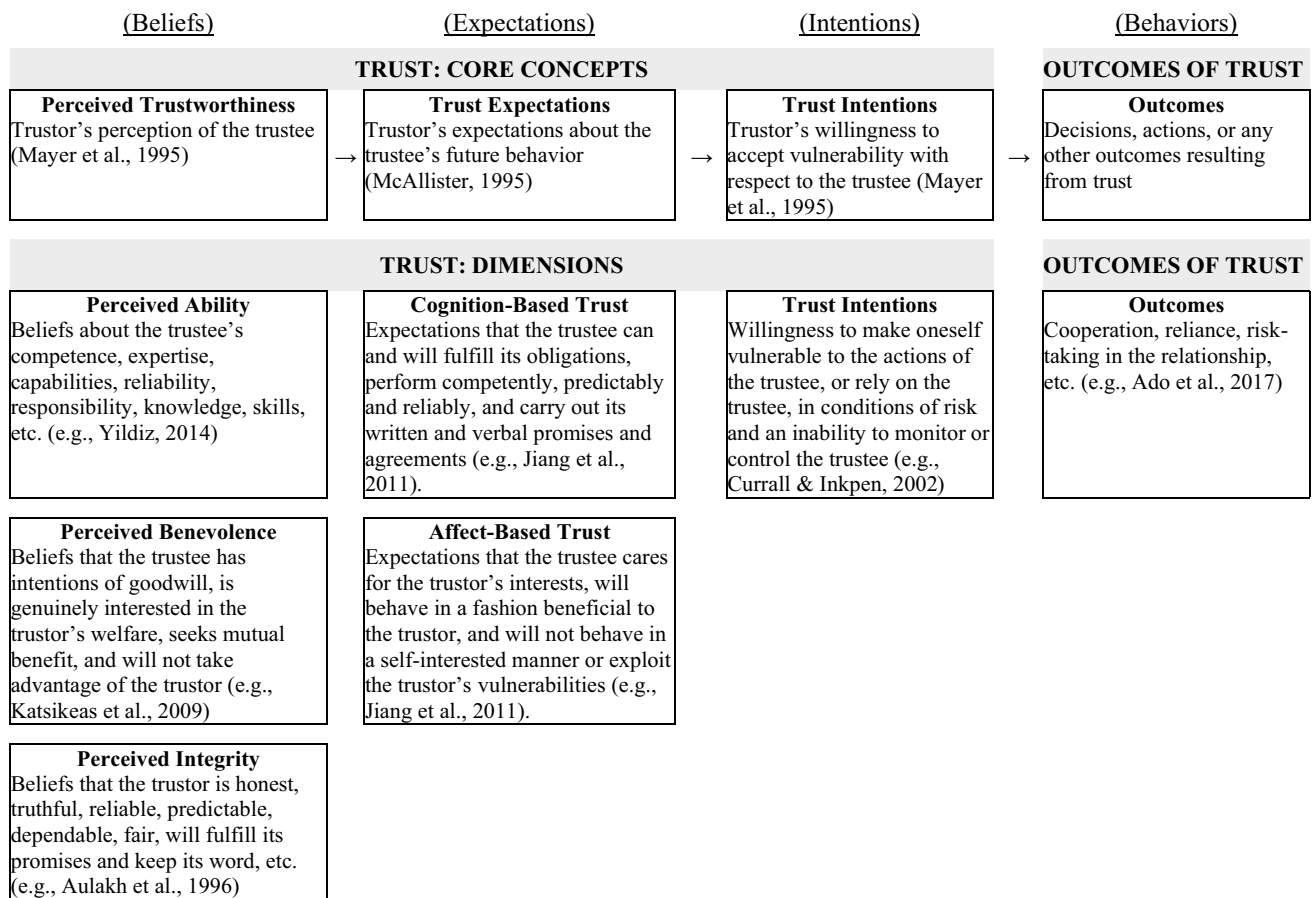 (Beliefs)
(Expectations)
(Intentions)
(Behaviors)
TRUST: CORE CONCEPTS
OUTCOMES OF TRUST
Perceived Trustworthiness
Trustor's perception of the trustee
(Mayer et al., 1995)
→
Trust Expectations
Trustor's expectations about the
trustee's future behavior
(McAllister, 1995)
→
Trust Intentions
Trustor's willingness to
accept vulnerability with
respect to the trustee (Mayer
et al., 1995)
→
Outcomes
Decisions, actions, or any
other outcomes resulting
from trust
TRUST: DIMENSIONS
OUTCOMES OF TRUST
Perceived Ability
Beliefs about the trustee's
competence, expertise,
capabilities, reliability,
responsibility, knowledge, skills,
etc. (e.g., Yildiz, 2014)
Cognition-Based Trust
Expectations that the trustee can
and will fulfill its obligations,
perform competently, predictably
and reliably, and carry out its
written and verbal promises and
agreements (e.g., Jiang et al.,
2011).
Trust Intentions
Willingness to make oneself
vulnerable to the actions of
the trustee, or rely on the
trustee, in conditions of risk
and an inability to monitor or
control the trustee (e.g.,
Currall & Inkpen, 2002)
Outcomes
Cooperation, reliance, risk-
taking in the relationship,
etc. (e.g., Ado et al., 2017)
Perceived Benevolence
Beliefs that the trustee has
intentions of goodwill, is
genuinely interested in the
trustor's welfare, seeks mutual
benefit, and will not take
advantage of the trustor (e.g.,
Katsikeas et al., 2009)
Affect-Based Trust
Expectations that the trustee cares
for the trustor's interests, will
behave in a fashion beneficial to
the trustor, and will not behave in
a self-interested manner or exploit
the trustor's vulnerabilities (e.g.,
Jiang et al., 2011).
Perceived Integrity
Beliefs that the trustor is honest,
truthful, reliable, predictable,
dependable, fair, will fulfill its
promises and keep its word, etc.
(e.g., Aulakh et al., 1996)